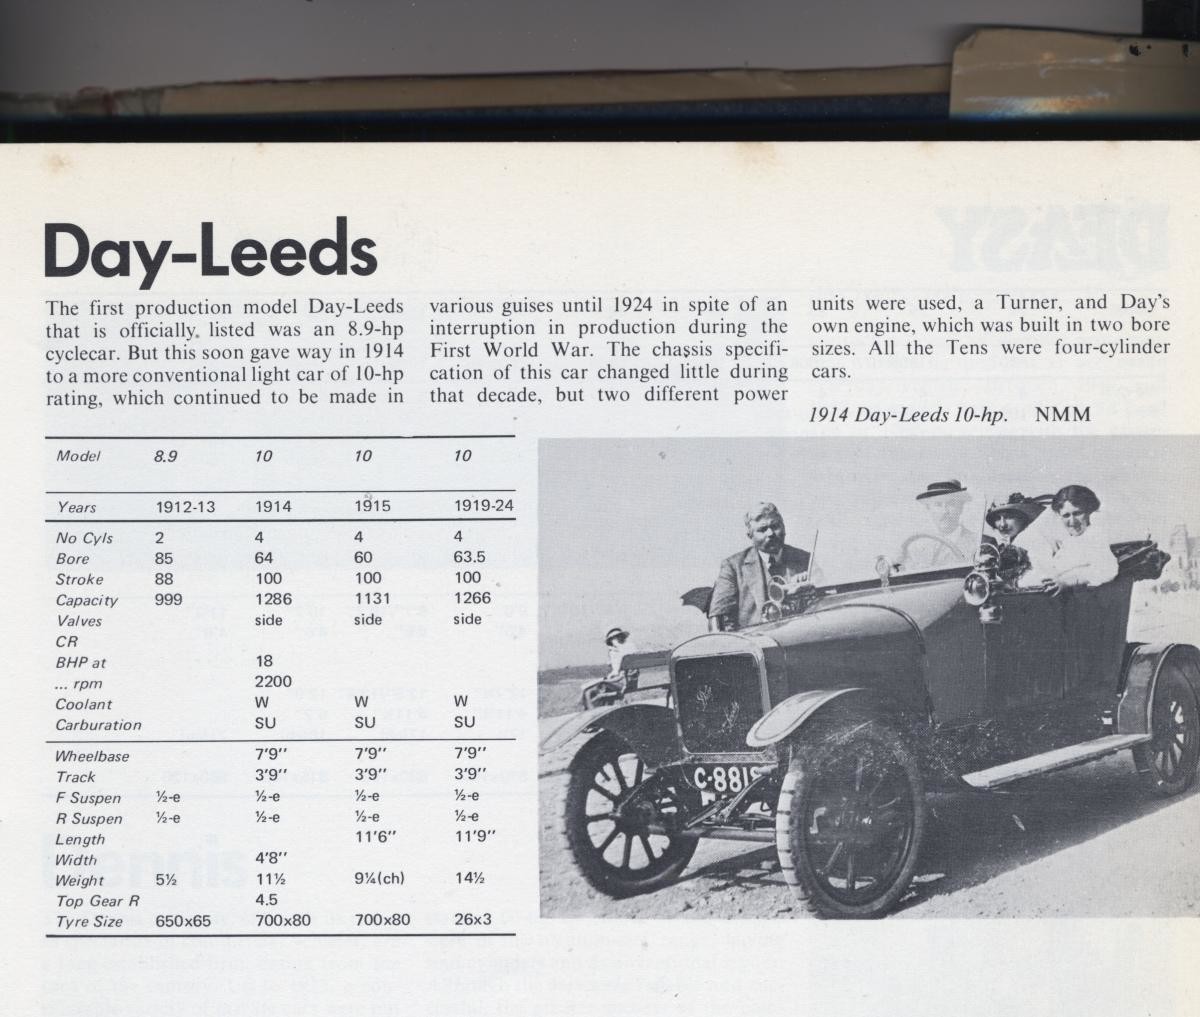 Day-Leeds
The first production model Day-Leeds
that is officially listed was an 8.9-hp
cyclecar. But this soon gave way in 1914
to a more conventional light car of 10-hp
rating, which continued to be made in
various guises until 1924 in spite of an
interruption in production during the
First World War. The chassis specifi-
cation of this car changed little during
that decade, but two different power
units were used, a Turner, and Day's
own engine, which was built in two bore
sizes. All the Tens were four-cylinder
cars.
1914 Day-Leeds 10-hp. NMM
Model 8.9 10 10 10
Years 1912-13 1914 1915 1919-24
No Cyls 2 4 4 4
Bore 85 64 60 63.5
Stroke 88 100 100 100
Capacity 999 1286 1131 1266
Valves side side side
CR
BHP at 18
... rpm 2200
Coolant W W W
Carburation SU SU SU
Wheelbase 7'9'' 7'9'' 7'9''
Track 3'9'' 3'9'' 3'9''
F Suspen ½-e ½-e ½-e ½-e
R Suspen ½-e ½-e ½-e ½-e
Length 11'6'' 11'9''
Width 4'8''
Weight 5½ 11½ 9¼(ch) 14½
Top Gear R 4.5
Tyre Size 650x65 700x80 700x80 26x3
DEASY